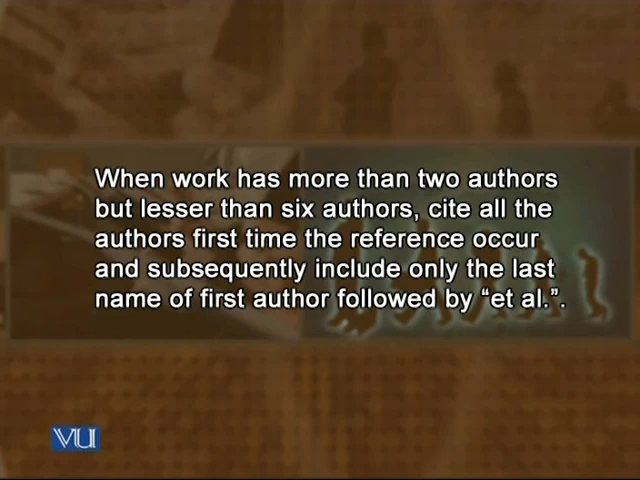 When work has more than two authors
but lesser than six authors, cite all the
authors first time the reference occur
and subsequently include only the last
name of first author followed by “et al.”.
VU